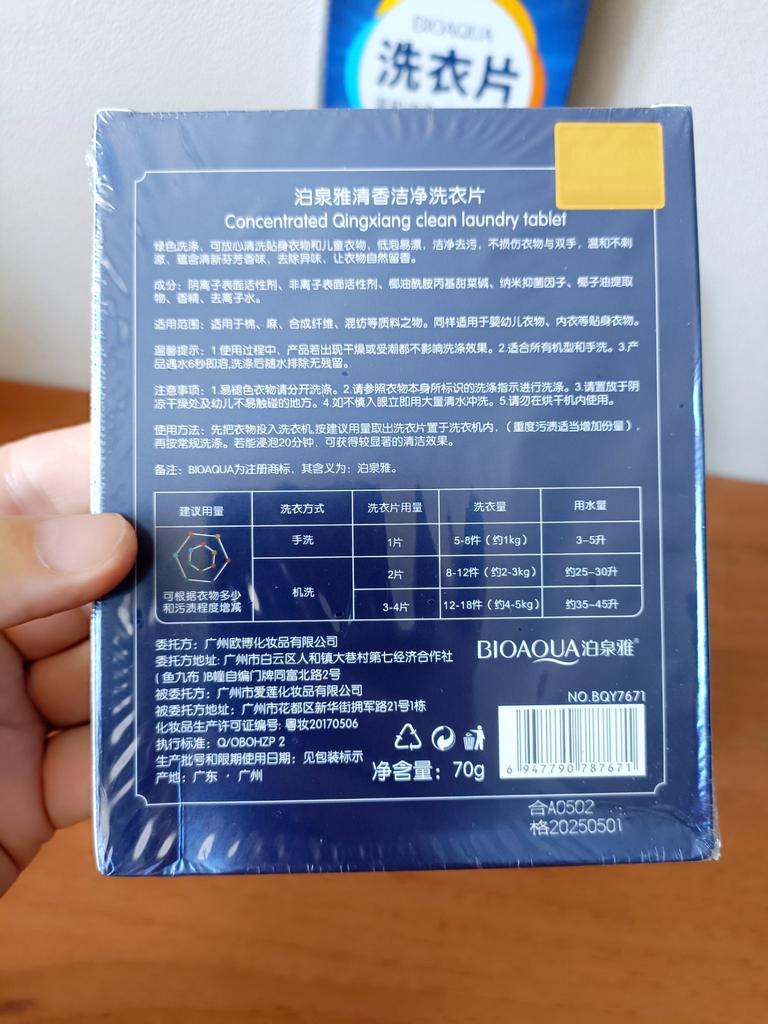 BIOAQUA
洗衣片
泊泉雅清香洁净洗衣片
Concentrated Qingxiang clean laundry tablet
绿色洗涤，可放心清洗贴身衣物和儿童衣物，低泡易漂，洁净去污，不损伤衣物与双手，温和不刺
激，蕴含清新芬芳香味，去除异味，让衣物自然留香。
成分：阴离子表面活性剂、非离子表面活性剂、椰油酰胺丙基甜菜碱、纳米抑菌因子、椰子油提取
物、香精、去离子水。
适用范围：适用于棉、麻、合成纤维、混纺等质料之物。同样适用于婴幼儿衣物、内衣等贴身衣物。
温馨提示：1.使用过程中，产品若出现干燥或受潮都不影响洗涤效果。2.适合所有机型和手洗。3.产
品遇水6秒即溶,洗涤后随水排除无残留。
注意事项：1.易褪色衣物请分开洗涤。2.请参照衣物本身所标识的洗涤指示进行洗涤。3.请置放于阴
凉干燥处及幼儿不易触碰的地方。4.如不慎入眼立即用大量清水冲洗。5.请勿在烘干机内使用。
使用方法：先把衣物投入洗衣机,按建议用量取出洗衣片置于洗衣机内，（重度污渍适当增加份量），
再按常规洗涤。若能浸泡20分钟，可获得较显著的清洁效果。
备注：BIOAQUA为注册商标，其含义为：泊泉雅。
建议用量 洗衣方式 洗衣片用量 洗衣量 用水量
手洗 1片 5-8件（约1kg） 3-5升
2片 8-12件（约2-3kg） 约25-30升
机洗
可根据衣物多少
和污渍程度增减
3-4片 12-18件（约4-5kg） 约35-45升
委托方：广州欧博化妆品有限公司
委托方地址：广州市白云区人和镇大巷村第七经济合作社
（鱼九布）B幢自编门牌同富北路2号
被委托方：广州市爱莲化妆品有限公司
被委托方地址：广州市花都区新华街拥军路21号1栋
化妆品生产许可证编号：粤妆20170506
执行标准：Q/OBOHZP 2
生产批号和限期使用日期：见包装标示
产地：广东·广州
BIOAQUA泊泉雅®
NO.BQY7671
净含量：70g
6 947790 787671
合A0502
格20250501